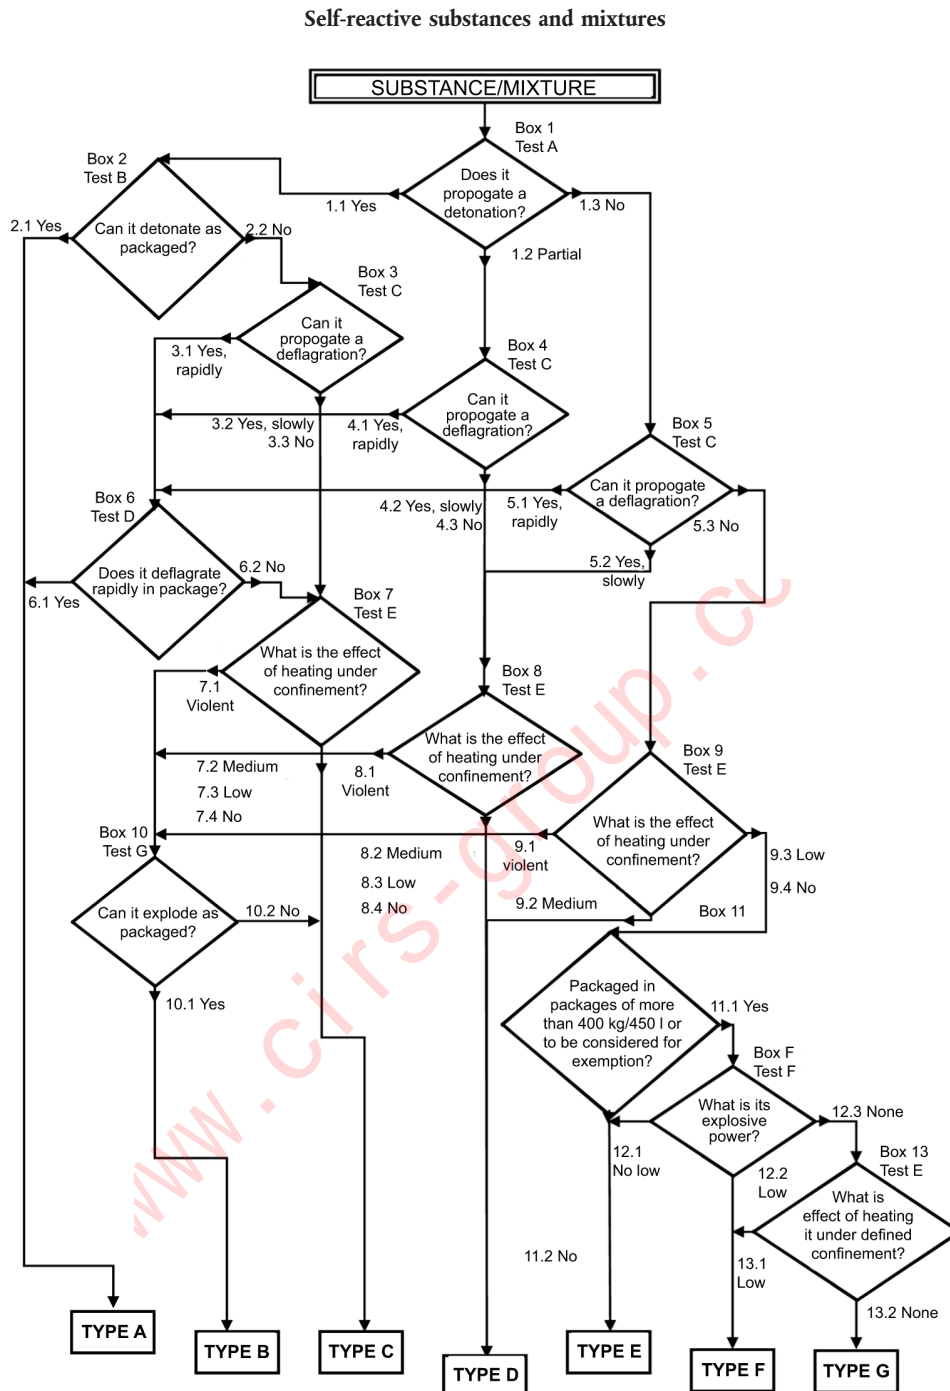 Self-reactive substances and mixtures
SUBSTANCE/MIXTURE
Box 1
Test A
Does it
propogate a
detonation?
1.1 Yes
1.3 No
1.2 Partial
Box 2
Test B
Can it detonate as
packaged?
2.1 Yes
2.2 No
Box 3
Test C
Can it
propogate a
deflagration?
3.1 Yes,
rapidly
3.2 Yes, slowly
3.3 No
Box 4
Test C
Can it
propogate a
deflagration?
4.1 Yes,
rapidly
4.2 Yes, slowly
4.3 No
Box 5
Test C
Can it propogate
a deflagration?
5.1 Yes,
rapidly
5.3 No
5.2 Yes,
slowly
Box 6
Test D
Does it deflagrate
rapidly in package?
6.1 Yes
6.2 No
Box 7
Test E
What is the effect
of heating under
confinement?
7.1
Violent
7.2 Medium
7.3 Low
7.4 No
Box 8
Test E
What is the effect
of heating under
confinement?
8.1
Violent
8.2 Medium
8.3 Low
8.4 No
Box 9
Test E
What is the effect
of heating under
confinement?
9.1
violent
9.2 Medium
9.3 Low
9.4 No
Box 10
Test G
Can it explode as
packaged?
10.2 No
10.1 Yes
Box 11
Packaged in
packages of more
than 400 kg/450 l or
to be considered for
exemption?
11.1 Yes
11.2 No
Box F
Test F
What is its
explosive
power?
12.1
No low
12.2
Low
12.3 None
Box 13
Test E
What is
effect of heating
it under defined
confinement?
13.1
Low
13.2 None
TYPE A
TYPE B
TYPE C
TYPE D
TYPE E
TYPE F
TYPE G
www.cirs-group.co